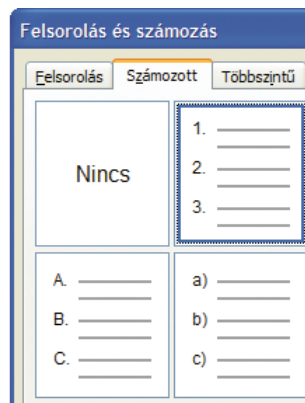 Felsorolás és számozás
Felsorolás Számozott Többszintű
Nincs
1.
2.
3.
A.
B.
C.
a)
b)
c)